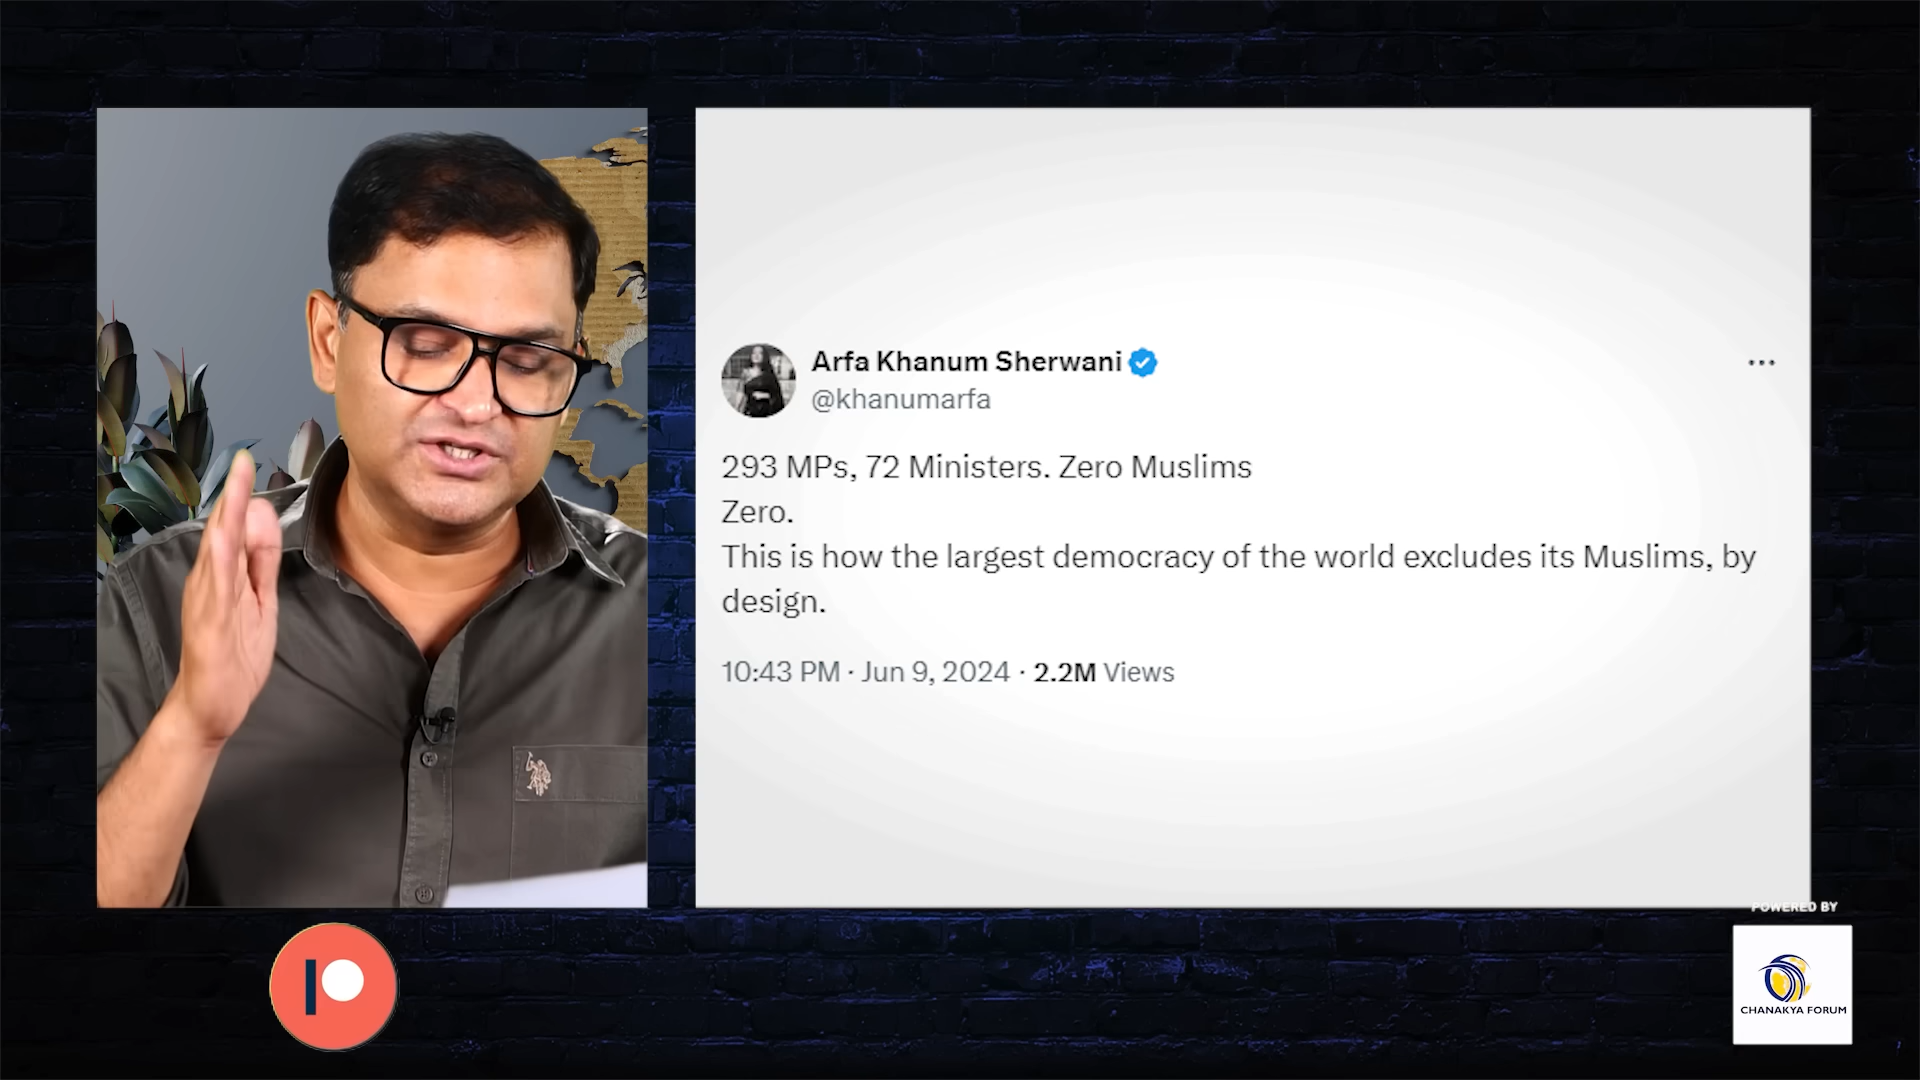 Arfa Khanum Sherwani
@khanumarfa
293 MPs, 72 Ministers. Zero Muslims
Zero.
This is how the largest democracy of the world excludes its Muslims, by
design.
10:43 PM · Jun 9, 2024 · 2.2M Views
POWERED BY
CHANAKYA FORUM